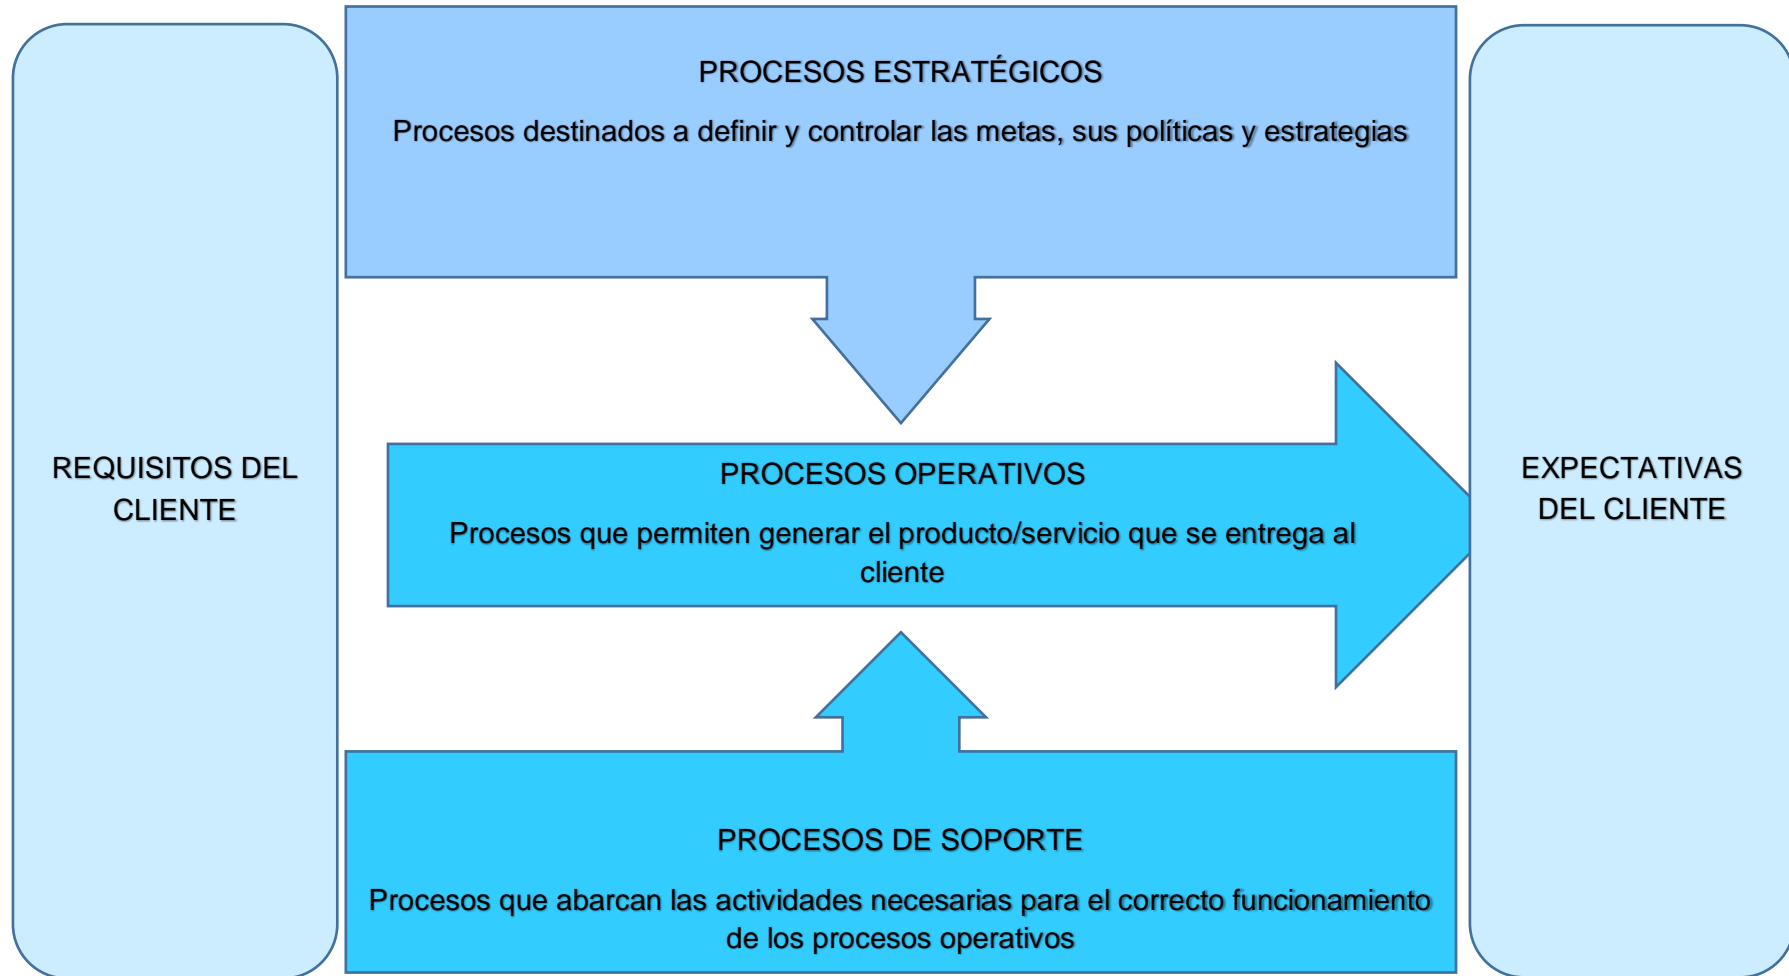 REQUISITOS DEL
CLIENTE
PROCESOS ESTRATÉGICOS
Procesos destinados a definir y controlar las metas, sus políticas y estrategias
PROCESOS OPERATIVOS
Procesos que permiten generar el producto/servicio que se entrega al
cliente
PROCESOS DE SOPORTE
Procesos que abarcan las actividades necesarias para el correcto funcionamiento
de los procesos operativos
EXPECTATIVAS
DEL CLIENTE